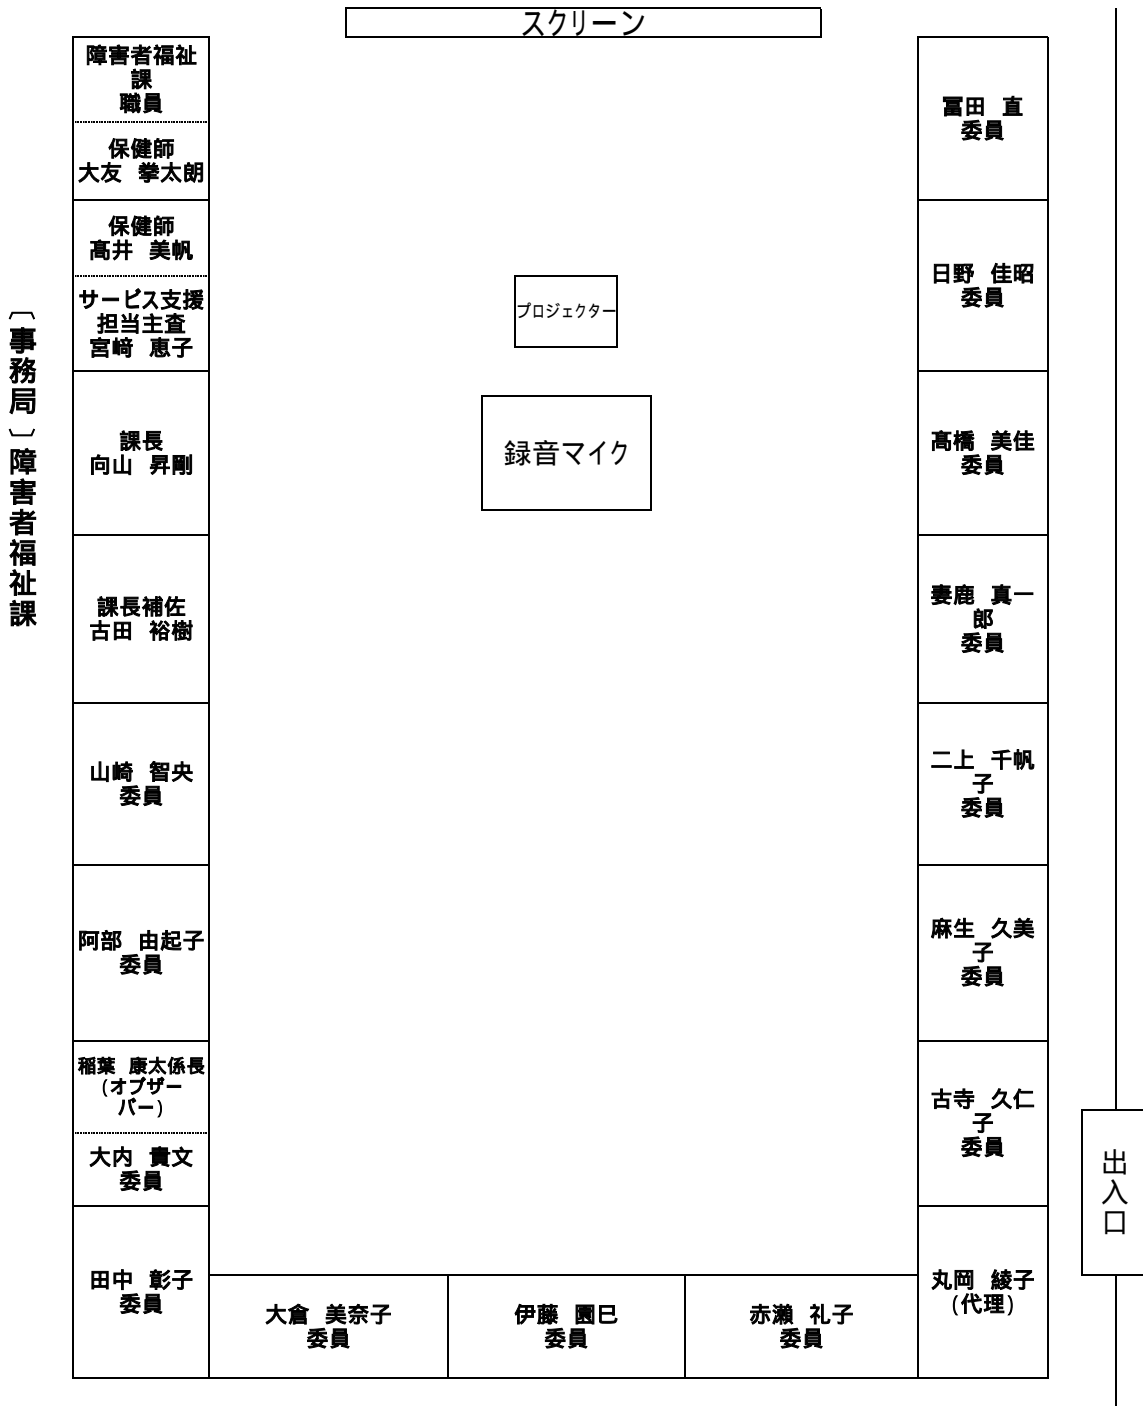 スクリーン
〔事務局〕障害者福祉課
障害者福祉
課
職員
保健師
大友　拳太朗
保健師
髙井　美帆
サービス支援
担当主査
宮﨑　恵子
課長
向山　昇剛
課長補佐
古田　裕樹
山崎　智央
委員
阿部　由起子
委員
稲葉　康太係長
(オブザー
バー)
大内　貴文
委員
田中　彰子
委員
プロジェクター
録音マイク
大倉　美奈子
委員
伊藤　園巳
委員
赤瀬　礼子
委員
冨田　直
委員
日野　佳昭
委員
髙橋　美佳
委員
妻鹿　真一
郎
委員
二上　千帆
子
委員
麻生　久美
子
委員
古寺　久仁
子
委員
丸岡　綾子
(代理)
出入口